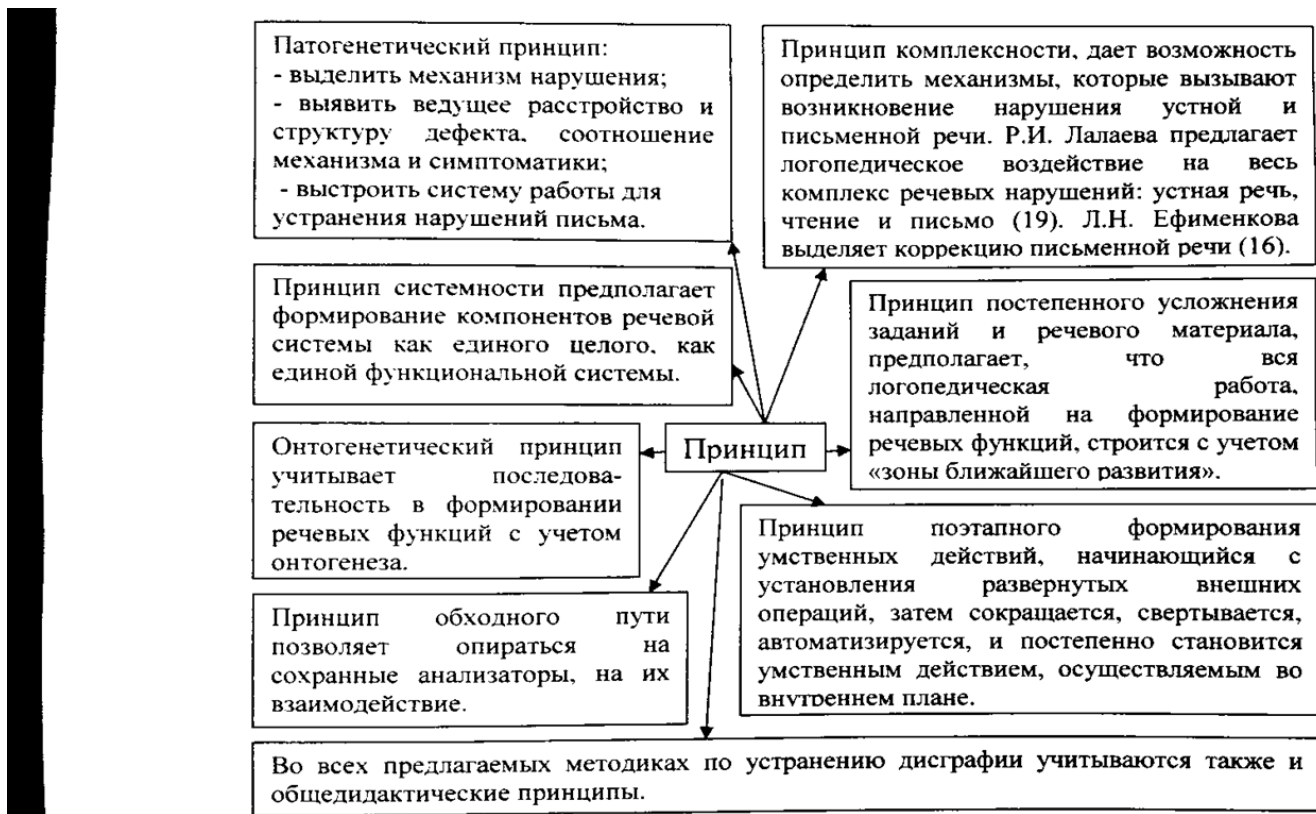 Патогенетический принцип:
- выделить механизм нарушения;
- выявить ведущее расстройство и
структуру дефекта, соотношение
механизма и симптоматики;
- выстроить систему работы для
устранения нарушений письма.
Принцип комплексности, дает возможность
определить механизмы, которые вызывают
возникновение нарушения устной и
письменной речи. Р.И. Лалаева предлагает
логопедическое воздействие на весь
комплекс речевых нарушений: устная речь,
чтение и письмо (19). Л.Н. Ефименкова
выделяет коррекцию письменной речи (16).
Принцип системности предполагает
формирование компонентов речевой
системы как единого целого, как
единой функциональной системы.
Принцип постепенного усложнения
заданий и речевого материала,
предполагает, что вся
логопедическая работа,
направленной на формирование
речевых функций, строится с учетом
«зоны ближайшего развития».
Принцип
Онтогенетический принцип
учитывает последова-
тельность в формировании
речевых функций с учетом
онтогенеза.
Принцип поэтапного формирования
умственных действий, начинающийся с
установления развернутых внешних
операций, затем сокращается, свертывается,
автоматизируется, и постепенно становится
умственным действием, осуществляемым во
внутреннем плане.
Принцип обходного пути
позволяет опираться на
сохранные анализаторы, на их
взаимодействие.
Во всех предлагаемых методиках по устранению дисграфии учитываются также и
общедидактические принципы.